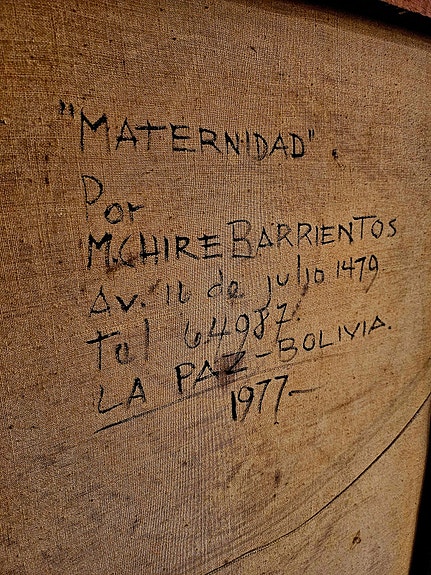 "MATERNIDAD".
Por
M.CHIRE BARRIENTOS
Av. 16 de julio 1479
Tel 64987.
LA PAZ-BOLIVIA.
1977-